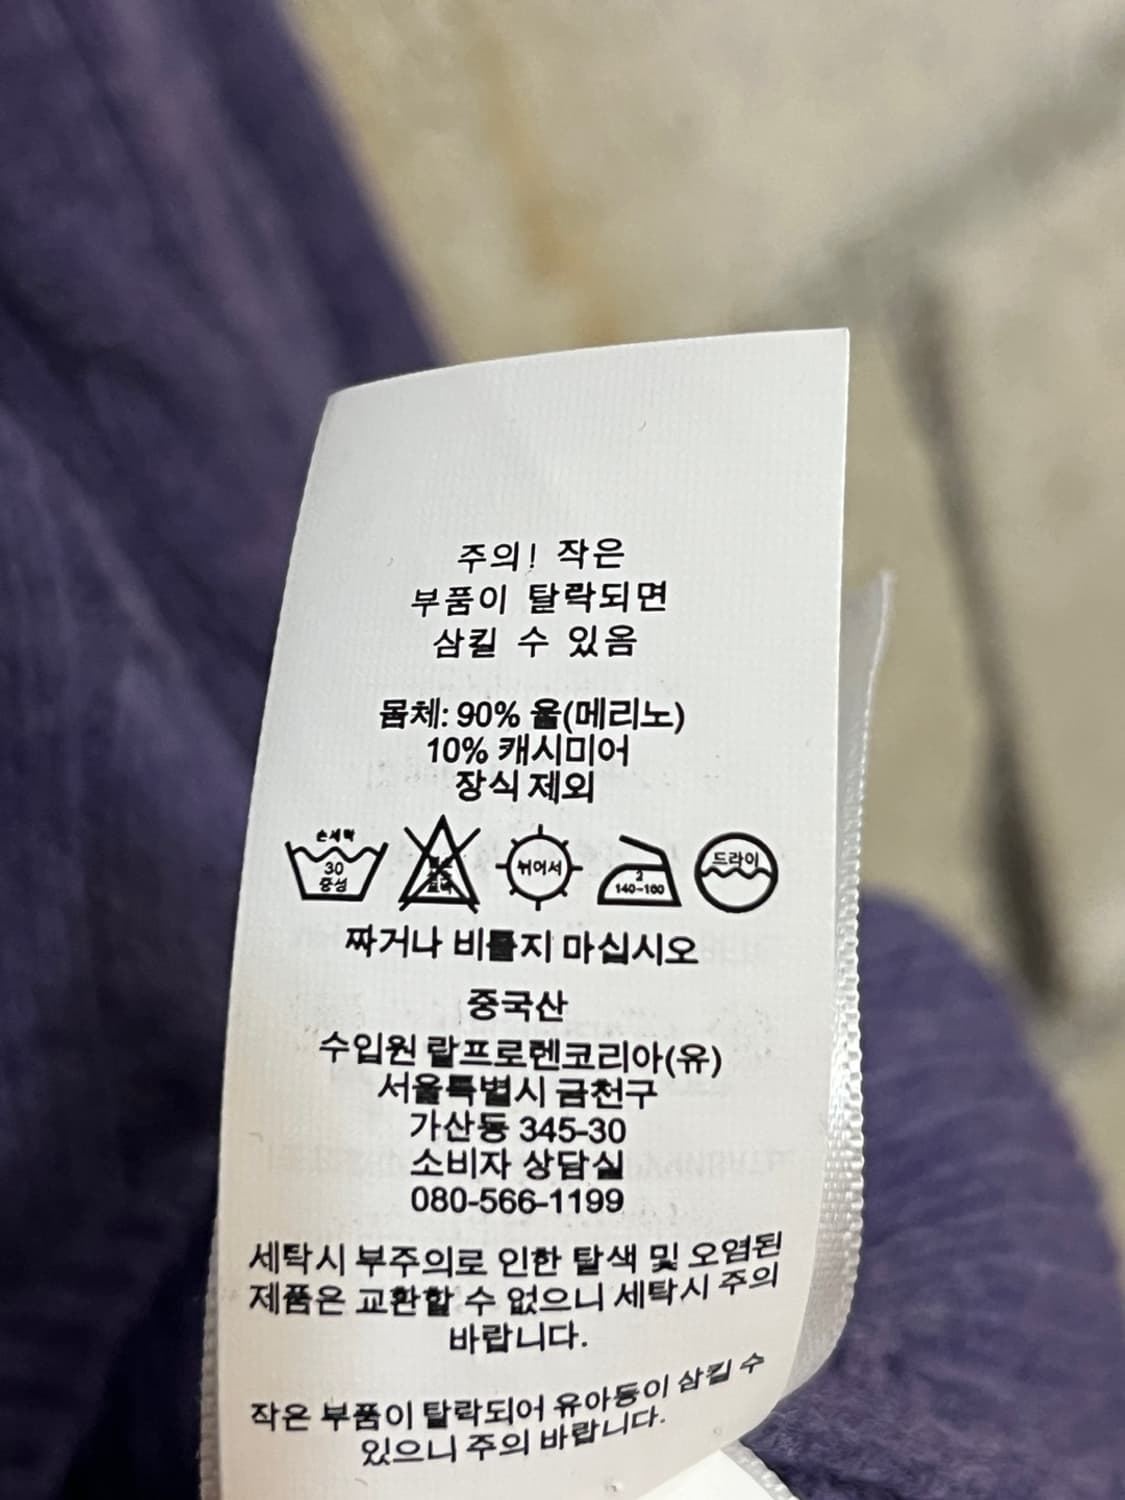 주의! 작은
부품이 탈락되면
삼킬 수 있음
몸체: 90% 울(메리노)
10% 캐시미어
장식 제외
손세탁
30
중성
뉘어서
2
140-160
드라이
짜거나 비틀지 마십시오
중국산
수입원 랄프로렌코리아(유)
서울특별시 금천구
가산동 345-30
소비자 상담실
080-566-1199
세탁시 부주의로 인한 탈색 및 오염된
제품은 교환할 수 없으니 세탁시 주의
바랍니다.
작은 부품이 탈락되어 유아등이 삼킬 수
있으니 주의 바랍니다.